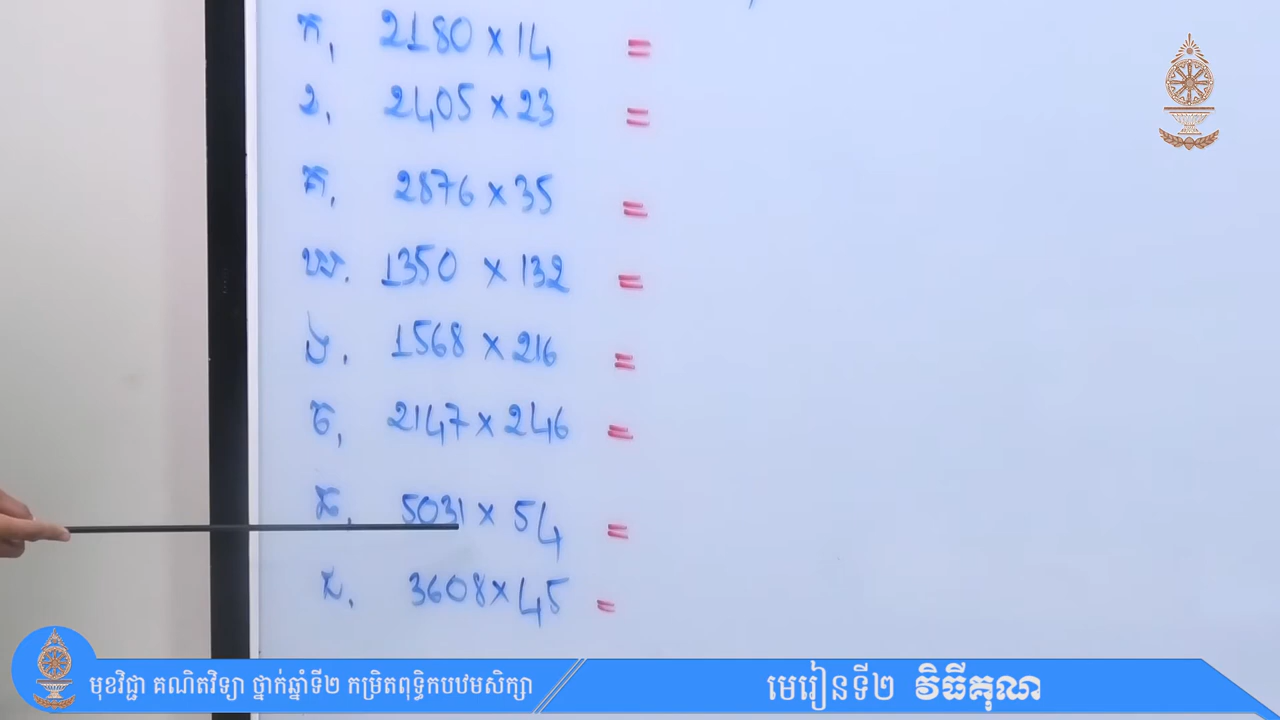 ក, 2180 × 14 =
ខ, 2405 × 23 =
គ, 2876 × 35 =
ឃ. 1350 × 132 =
ង. 1568 × 216 =
ច, 2147 × 246 =
ឆ, 5031 × 54 =
ជ, 3608 × 45 =
មុខវិជ្ជា គណិតវិទ្យា ថ្នាក់ឆ្នាំទី២ កម្រិតពុទ្ធិកបឋមសិក្សា
មេរៀនទី២ វិធីគុណ